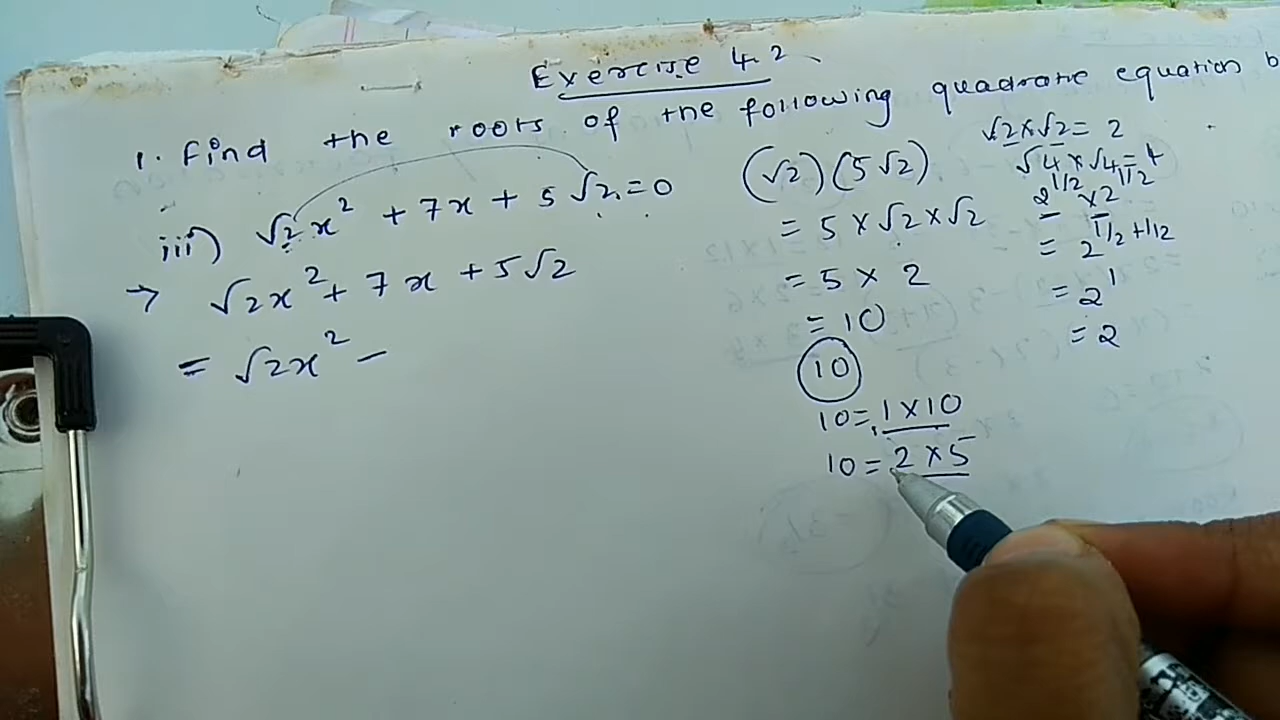 Exercise 4.2
1. Find the roots of the following quadratic equation b
iii) √2x² + 7x + 5√2 = 0
→ √2x² + 7x + 5√2
= √2x² –
(√2)(5√2)
= 5 × √2 × √2
= 5 × 2
= 10
10
10 = 1 × 10
10 = 2 × 5
√2×√2 = 2
√4×√4 = 4
2^1/2 × 2^1/2
= 2^1/2+1/2
= 2^1
= 2